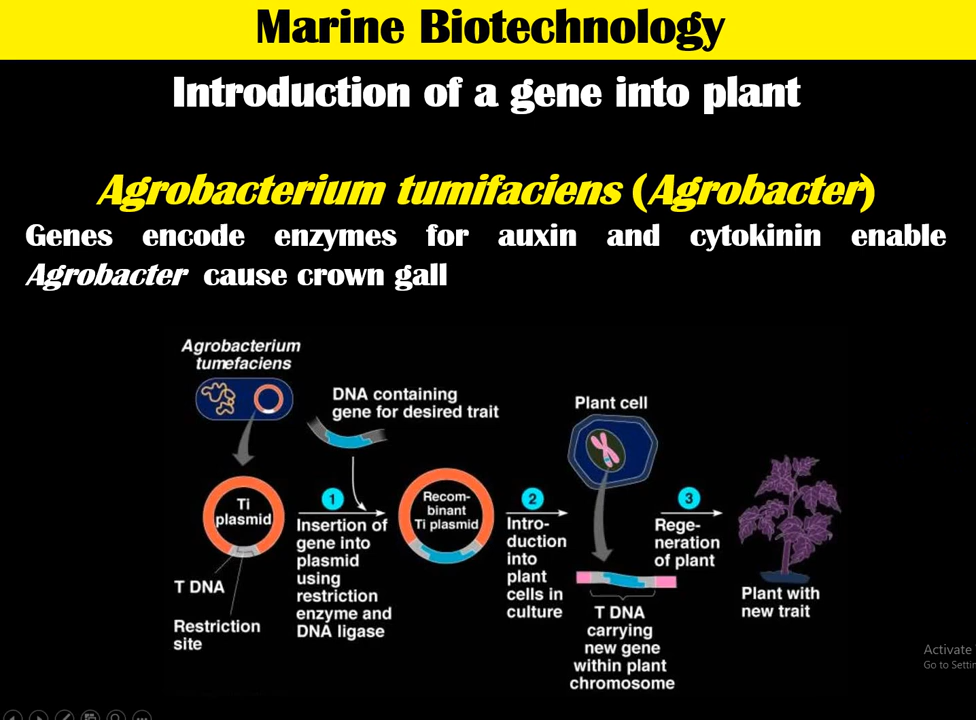 Marine Biotechnology
Introduction of a gene into plant
Agrobacterium tumifaciens (Agrobacter)
Genes encode enzymes for auxin and cytokinin enable
Agrobacter cause crown gall
Agrobacterium
tumefaciens
DNA containing
gene for desired trait
Plant cell
Ti
plasmid
1
Insertion of
gene into
plasmid
using
restriction
enzyme and
DNA ligase
Recom-
binant
Ti plasmid
2
Intro-
duction
into
plant
cells in
culture
3
Rege-
neration
of plant
T DNA
Restriction
site
T DNA
carrying
new gene
within plant
chromosome
Plant with
new trait
Activate
Go to Settin